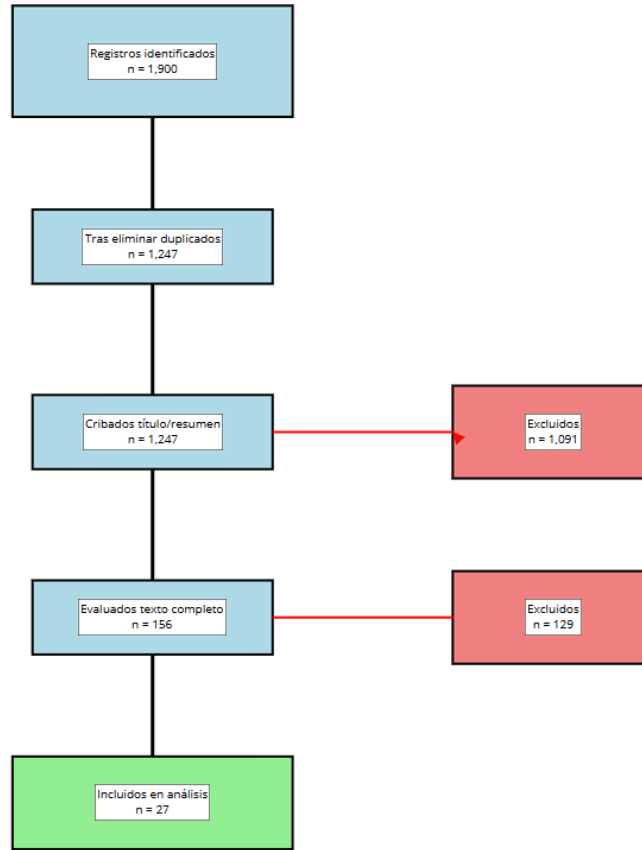 Registros identificados
n = 1,900
Tras eliminar duplicados
n = 1,247
Cribados título/resumen
n = 1,247
Excluidos
n = 1,091
Evaluados texto completo
n = 156
Excluidos
n = 129
Incluidos en análisis
n = 27